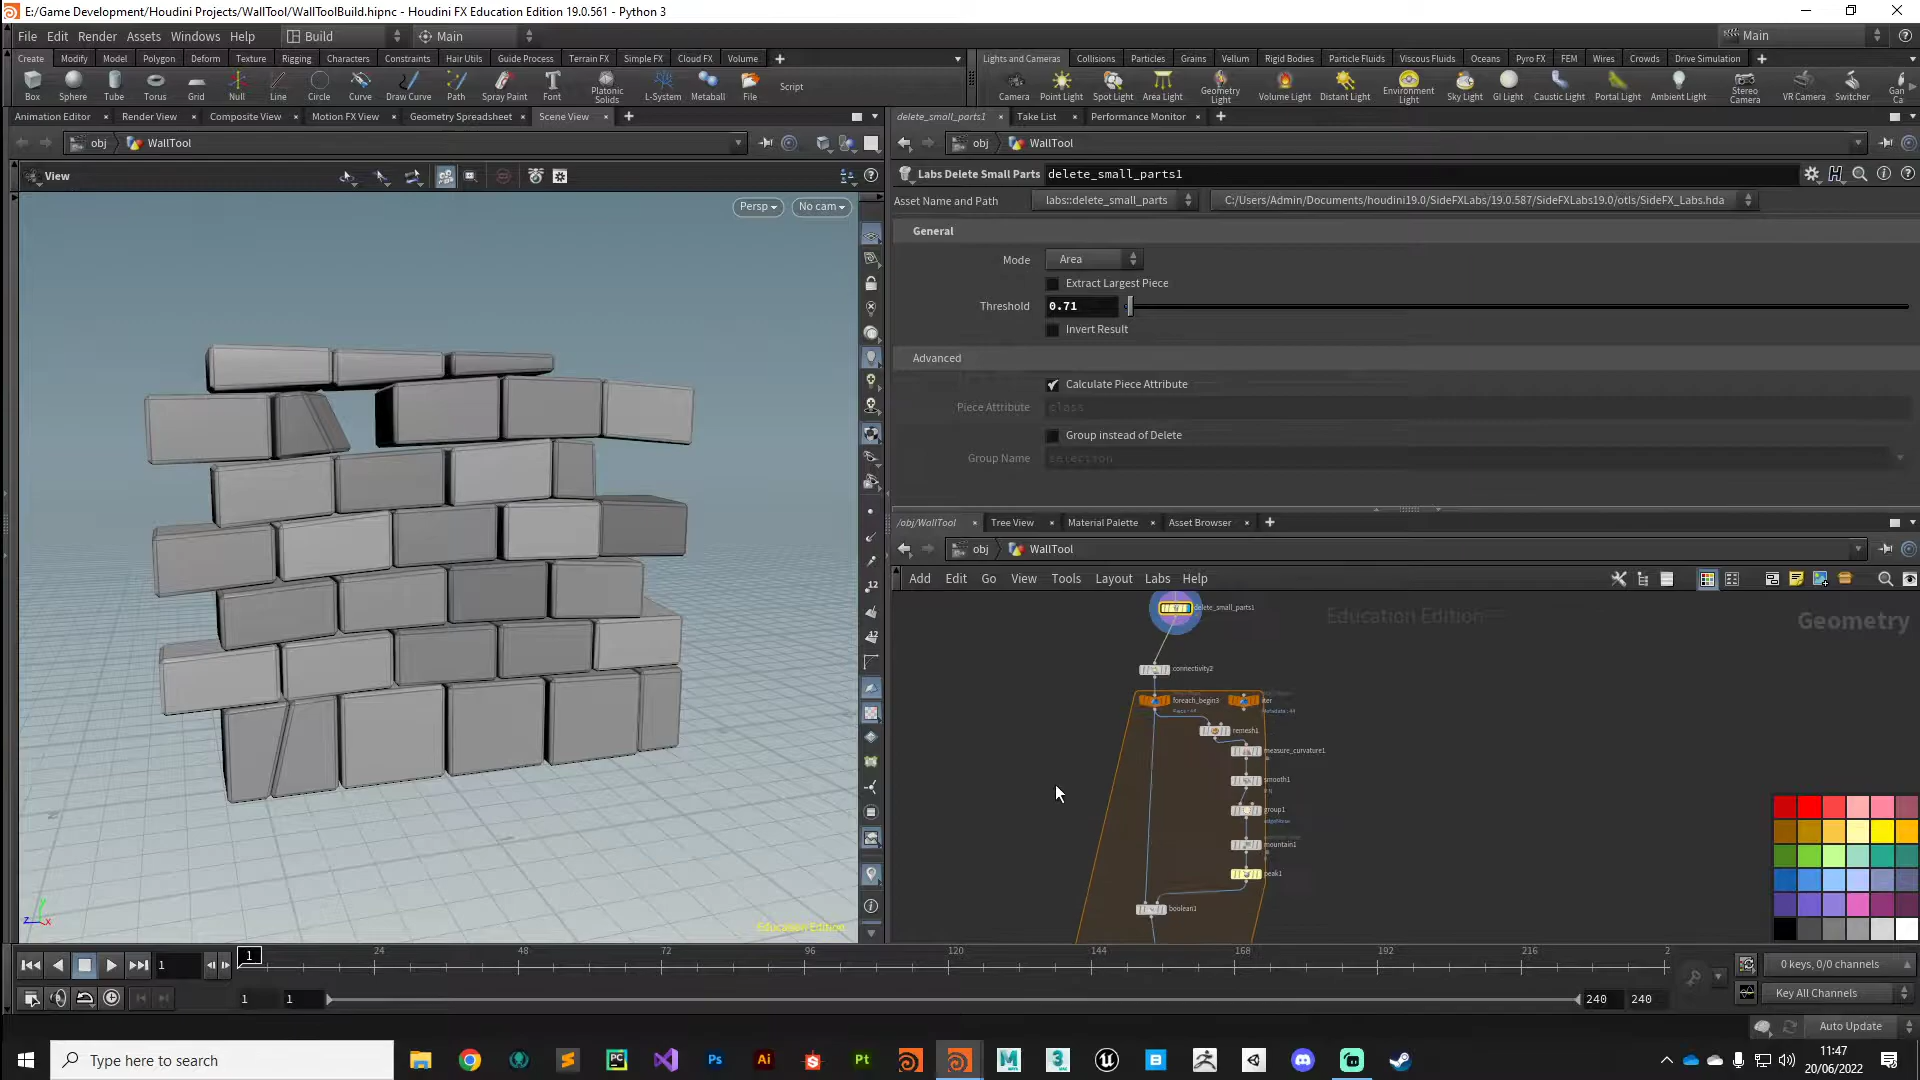 E:/Game Development/Houdini Projects/WallTool/WallToolBuild.hipnc - Houdini FX Education Edition 19.0.561 - Python 3
File Edit Render Assets Windows Help Build Main Main
Create Modify Model Polygon Deform Texture Rigging Characters Constraints Hair Utils Guide Process Terrain FX Simple FX Cloud FX Volume
Lights and Cameras Collisions Particles Grains Vellum Rigid Bodies Particle Fluids Viscous Fluids Oceans Pyro FX FEM Wires Crowds Drive Simulation
Box Sphere Tube Torus Grid Null Line Circle Curve Draw Curve Path Spray Paint Font Platonic Solids L-System Metaball File Script
Camera Point Light Spot Light Area Light Geometry Light Volume Light Distant Light Environment Light Sky Light GI Light Caustic Light Portal Light Ambient Light Stereo Camera VR Camera Switcher
Animation Editor Render View Composite View Motion FX View Geometry Spreadsheet Scene View
delete_small_parts1 Take List Performance Monitor
obj WallTool
obj WallTool
View
Persp No cam
Labs Delete Small Parts delete_small_parts1
Asset Name and Path labs::delete_small_parts C:/Users/Admin/Documents/houdini19.0/SideFXLabs/19.0.587/SideFXLabs19.0/otls/SideFX_Labs.hda
General
Mode Area
Extract Largest Piece
Threshold 0.71
Invert Result
Advanced
Calculate Piece Attribute
Piece Attribute class
Group instead of Delete
Group Name selection
/obj/WallTool Tree View Material Palette Asset Browser
obj WallTool
Add Edit Go View Tools Layout Labs Help
delete_small_parts1
Education Edition
Geometry
connectivity2
foreach_begin3
iter
remesh1
measure_curvature1
smooth1
group1
mountain1
peak1
boolean1
12
12
Education Edition
y
z x
1 1 24 48 72 96 120 144 168 192 216 2
0 keys, 0/0 channels
1 1 240 240
Key All Channels
Auto Update
Type here to search
11:47
20/06/2022